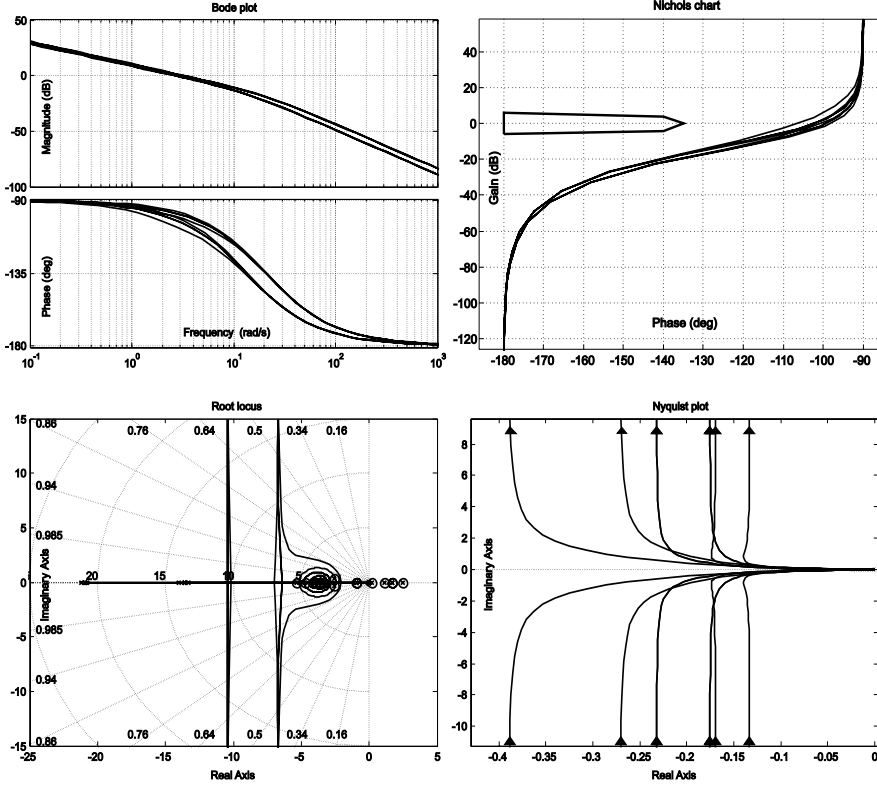 Bode plot
50
0
-50
-100
Magnitude (dB)
-90
-135
-180
Phase (deg)
Frequency (rad/s)
10-1 100 101 102 103
Nichols chart
40
20
0
-20
-40
-60
-80
-100
-120
Gain (dB)
Phase (deg)
-180 -170 -160 -150 -140 -130 -120 -110 -100 -90
Root locus
15
10
5
0
-5
-10
-15
0.86 0.76 0.64 0.5 0.34 0.16
0.94
0.985
20 15 10 5
0.985
0.94
0.86 0.76 0.64 0.5 0.34 0.16
Imaginary Axis
-25 -20 -15 -10 -5 0 5
Real Axis
Nyquist plot
8
6
4
2
0
-2
-4
-6
-8
-10
Imaginary Axis
-0.4 -0.35 -0.3 -0.25 -0.2 -0.15 -0.1 -0.05 0
Real Axis